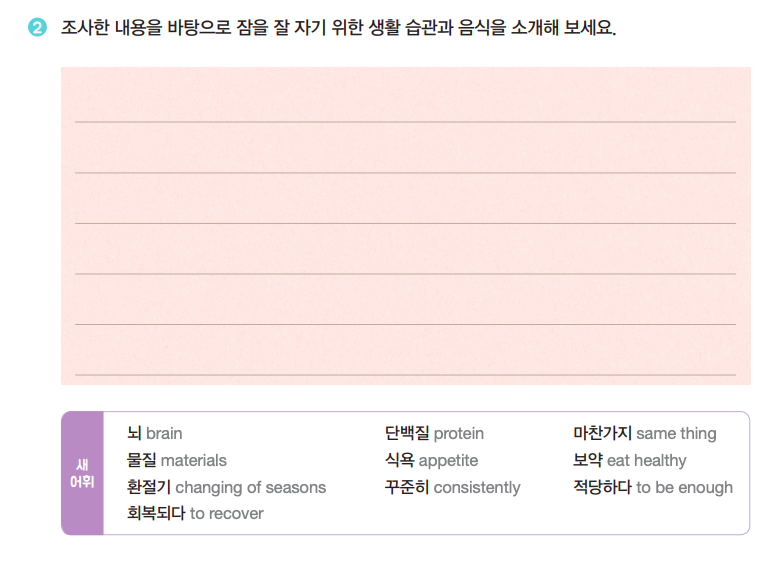 2 조사한 내용을 바탕으로 잠을 잘 자기 위한 생활 습관과 음식을 소개해 보세요.
새
어휘
뇌 brain
단백질 protein
마찬가지 same thing
물질 materials
식욕 appetite
보약 eat healthy
환절기 changing of seasons
꾸준히 consistently
적당하다 to be enough
회복되다 to recover